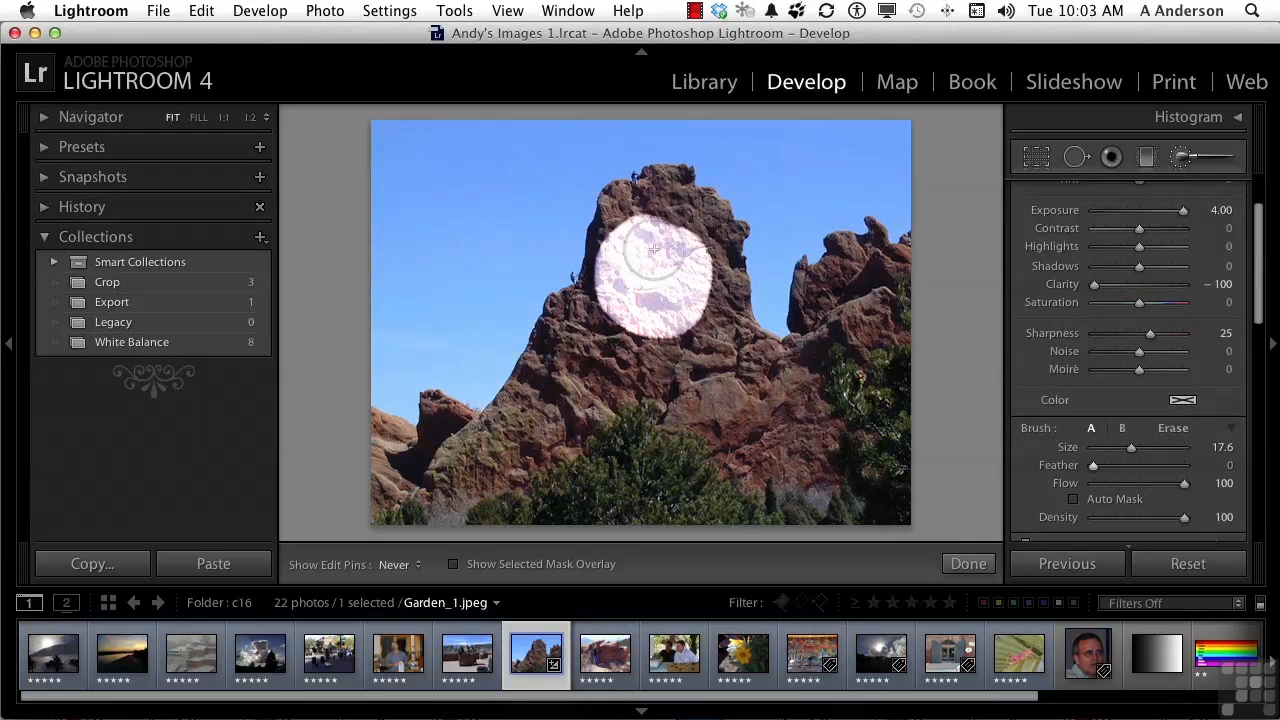 Lightroom File Edit Develop Photo Settings Tools View Window Help Tue 10:03 AM A Anderson
Lr Andy's Images 1.lrcat – Adobe Photoshop Lightroom – Develop
Lr ADOBE PHOTOSHOP
LIGHTROOM 4
Library | Develop | Map | Book | Slideshow | Print | Web
Navigator FIT FILL 1:1 1:2
Presets +
Snapshots +
History ×
Collections +
Smart Collections
Crop 3
Export 1
Legacy 0
White Balance 8
Copy... Paste
Histogram
Exposure 4.00
Contrast 0
Highlights 0
Shadows 0
Clarity – 100
Saturation 0
Sharpness 25
Noise 0
Moiré 0
Color
Brush : A | B Erase
Size 17.6
Feather 0
Flow 100
Auto Mask
Density 100
Show Edit Pins : Never Show Selected Mask Overlay Done
Previous Reset
1 2 Folder : c16 22 photos / 1 selected / Garden_1.jpeg Filter : Filters Off